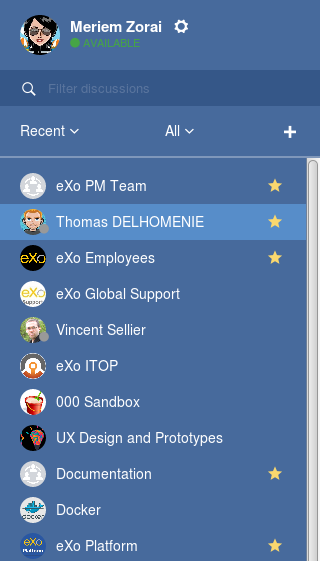 Meriem Zorai
AVAILABLE
Filter discussions
Recent All
eXo PM Team
Thomas DELHOMENIE
eXo Employees
eXo Global Support
Vincent Sellier
eXo ITOP
000 Sandbox
UX Design and Prototypes
Documentation
Docker
eXo Platform